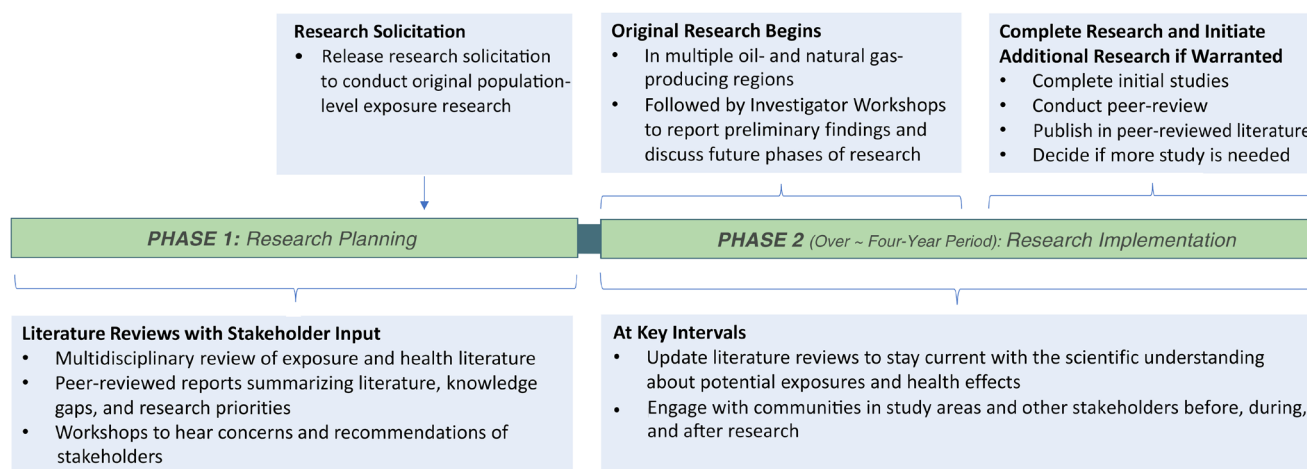 Research Solicitation
• Release research solicitation
to conduct original population-
level exposure research
Original Research Begins
• In multiple oil- and natural gas-
producing regions
• Followed by Investigator Workshops
to report preliminary findings and
discuss future phases of research
Complete Research and Initiate
Additional Research if Warranted
• Complete initial studies
• Conduct peer-review
• Publish in peer-reviewed literature
• Decide if more study is needed
PHASE 1: Research Planning
PHASE 2 (Over ~ Four-Year Period): Research Implementation
Literature Reviews with Stakeholder Input
• Multidisciplinary review of exposure and health literature
• Peer-reviewed reports summarizing literature, knowledge
gaps, and research priorities
• Workshops to hear concerns and recommendations of
stakeholders
At Key Intervals
• Update literature reviews to stay current with the scientific understanding
about potential exposures and health effects
• Engage with communities in study areas and other stakeholders before, during,
and after research